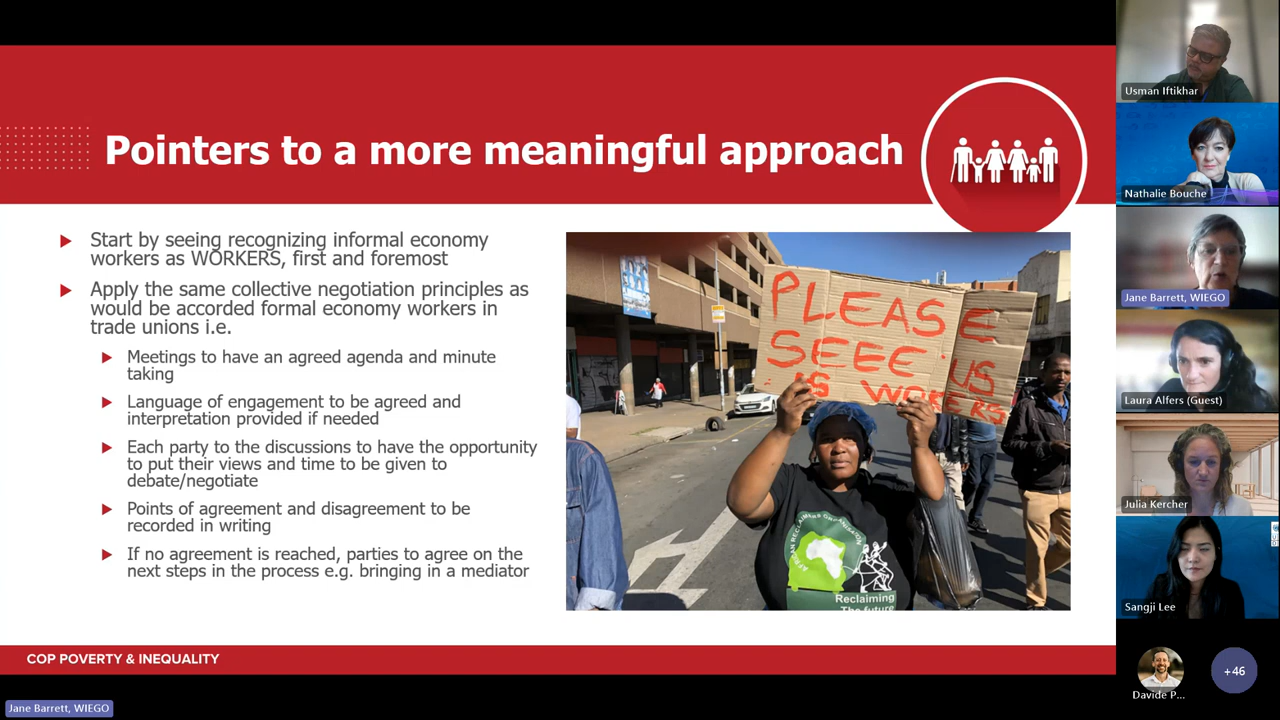 Pointers to a more meaningful approach
Start by seeing recognizing informal economy
workers as WORKERS, first and foremost
Apply the same collective negotiation principles as
would be accorded formal economy workers in
trade unions i.e.
Meetings to have an agreed agenda and minute
taking
Language of engagement to be agreed and
interpretation provided if needed
Each party to the discussions to have the opportunity
to put their views and time to be given to
debate/negotiate
Points of agreement and disagreement to be
recorded in writing
If no agreement is reached, parties to agree on the
next steps in the process e.g. bringing in a mediator
PLEASE
SEEE US
AS WORKERS
AFRICAN RECLAIMERS ORGANISATION
Reclaiming
The future
COP POVERTY & INEQUALITY
Jane Barrett, WIEGO
Usman Iftikhar
Nathalie Bouche
Jane Barrett, WIEGO
Laura Alfers (Guest)
Julia Kercher
Sangji Lee
Davide P...
+46